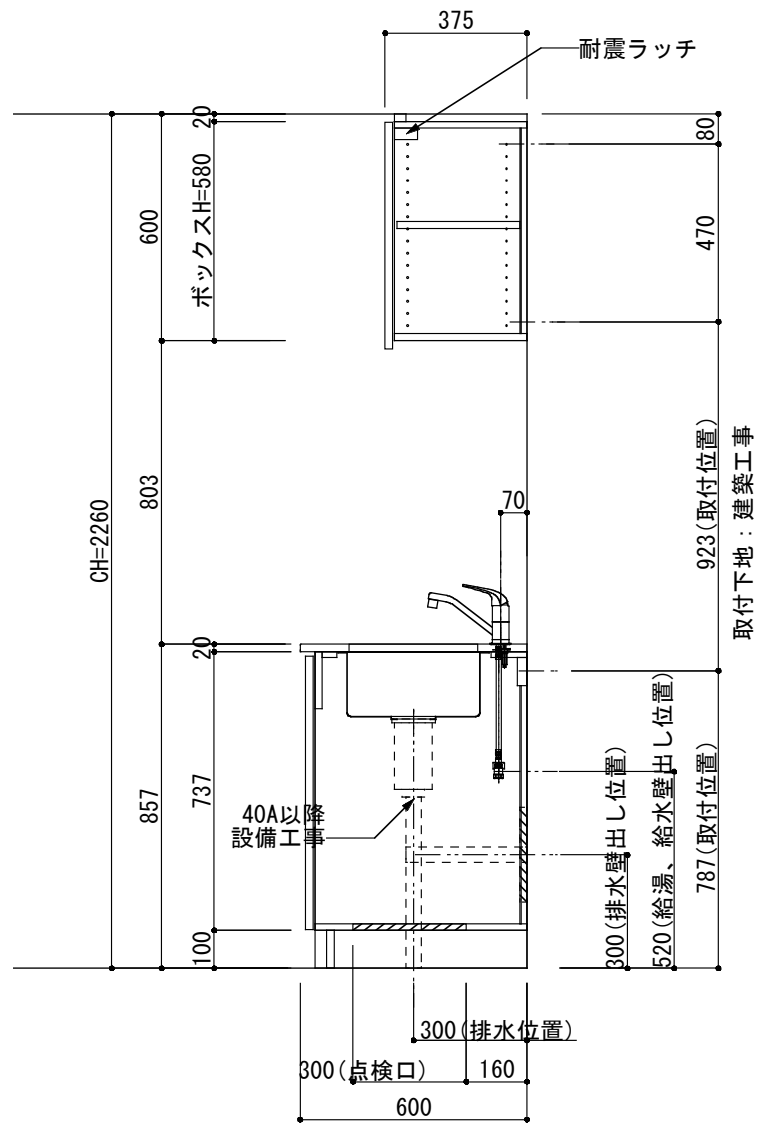 375
耐震ラッチ
20
80
600
ボックスH=580
470
CH=2260
803
923(取付位置)
取付下地：建築工事
70
20
857
737
40A以降
設備工事
300(排水壁出し位置)
520(給湯、給水壁出し位置)
787(取付位置)
100
300(排水位置)
300(点検口)
160
600